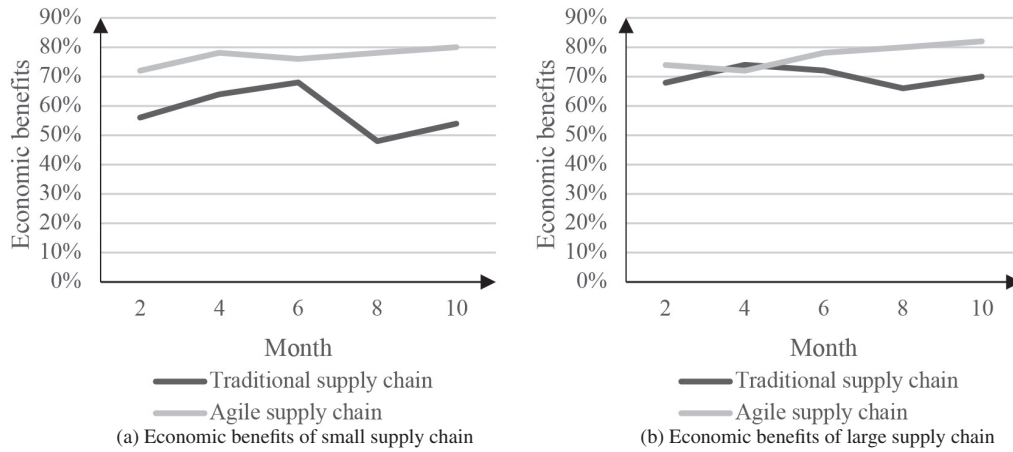 90%
80%
70%
60%
50%
40%
30%
20%
10%
0%
Economic benefits
2 4 6 8 10
Month
Traditional supply chain
Agile supply chain
(a) Economic benefits of small supply chain
90%
80%
70%
60%
50%
40%
30%
20%
10%
0%
Economic benefits
2 4 6 8 10
Month
Traditional supply chain
Agile supply chain
(b) Economic benefits of large supply chain